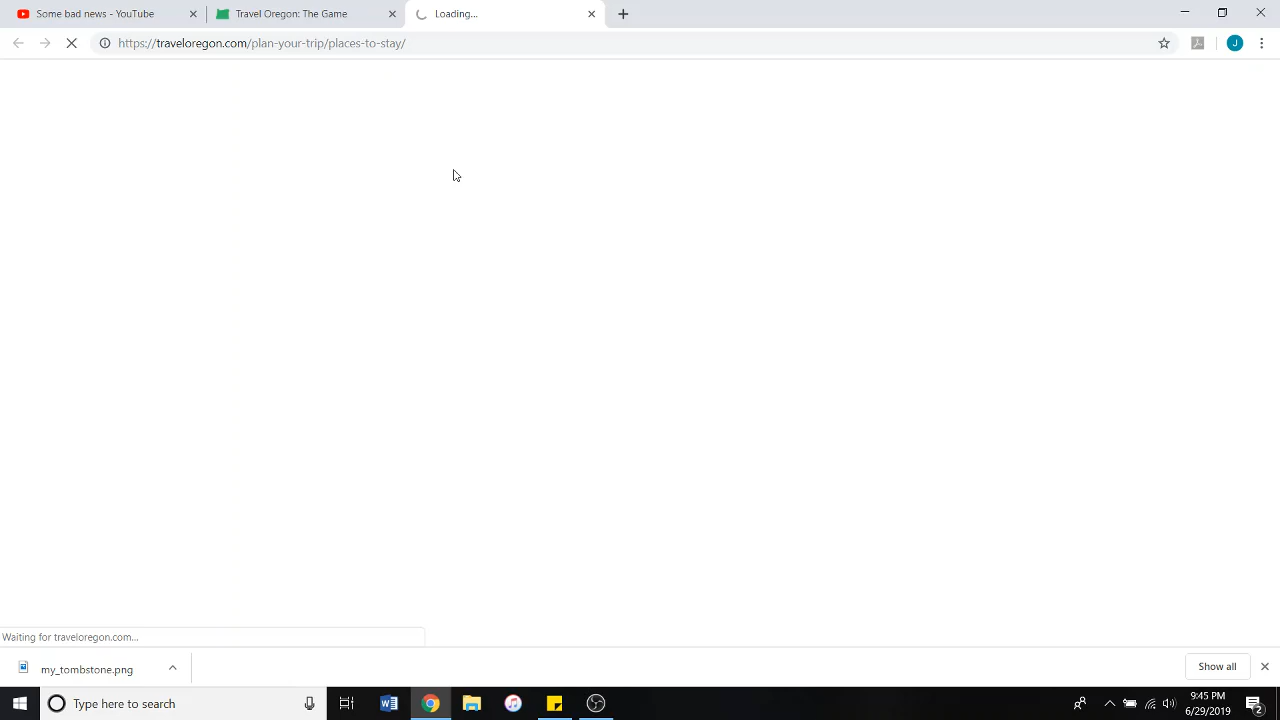 Some bad news - YouTube
Travel Oregon: The Game
Loading...
https://traveloregon.com/plan-your-trip/places-to-stay/
J
Waiting for traveloregon.com...
my_tombstone.png
Show all
Type here to search
9:45 PM
6/29/2019
2